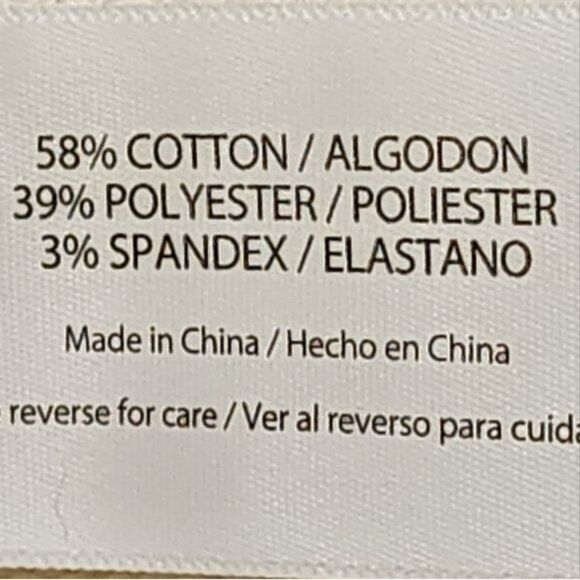 58% COTTON / ALGODON
39% POLYESTER / POLIESTER
3% SPANDEX / ELASTANO
Made in China / Hecho en China
reverse for care / Ver al reverso para